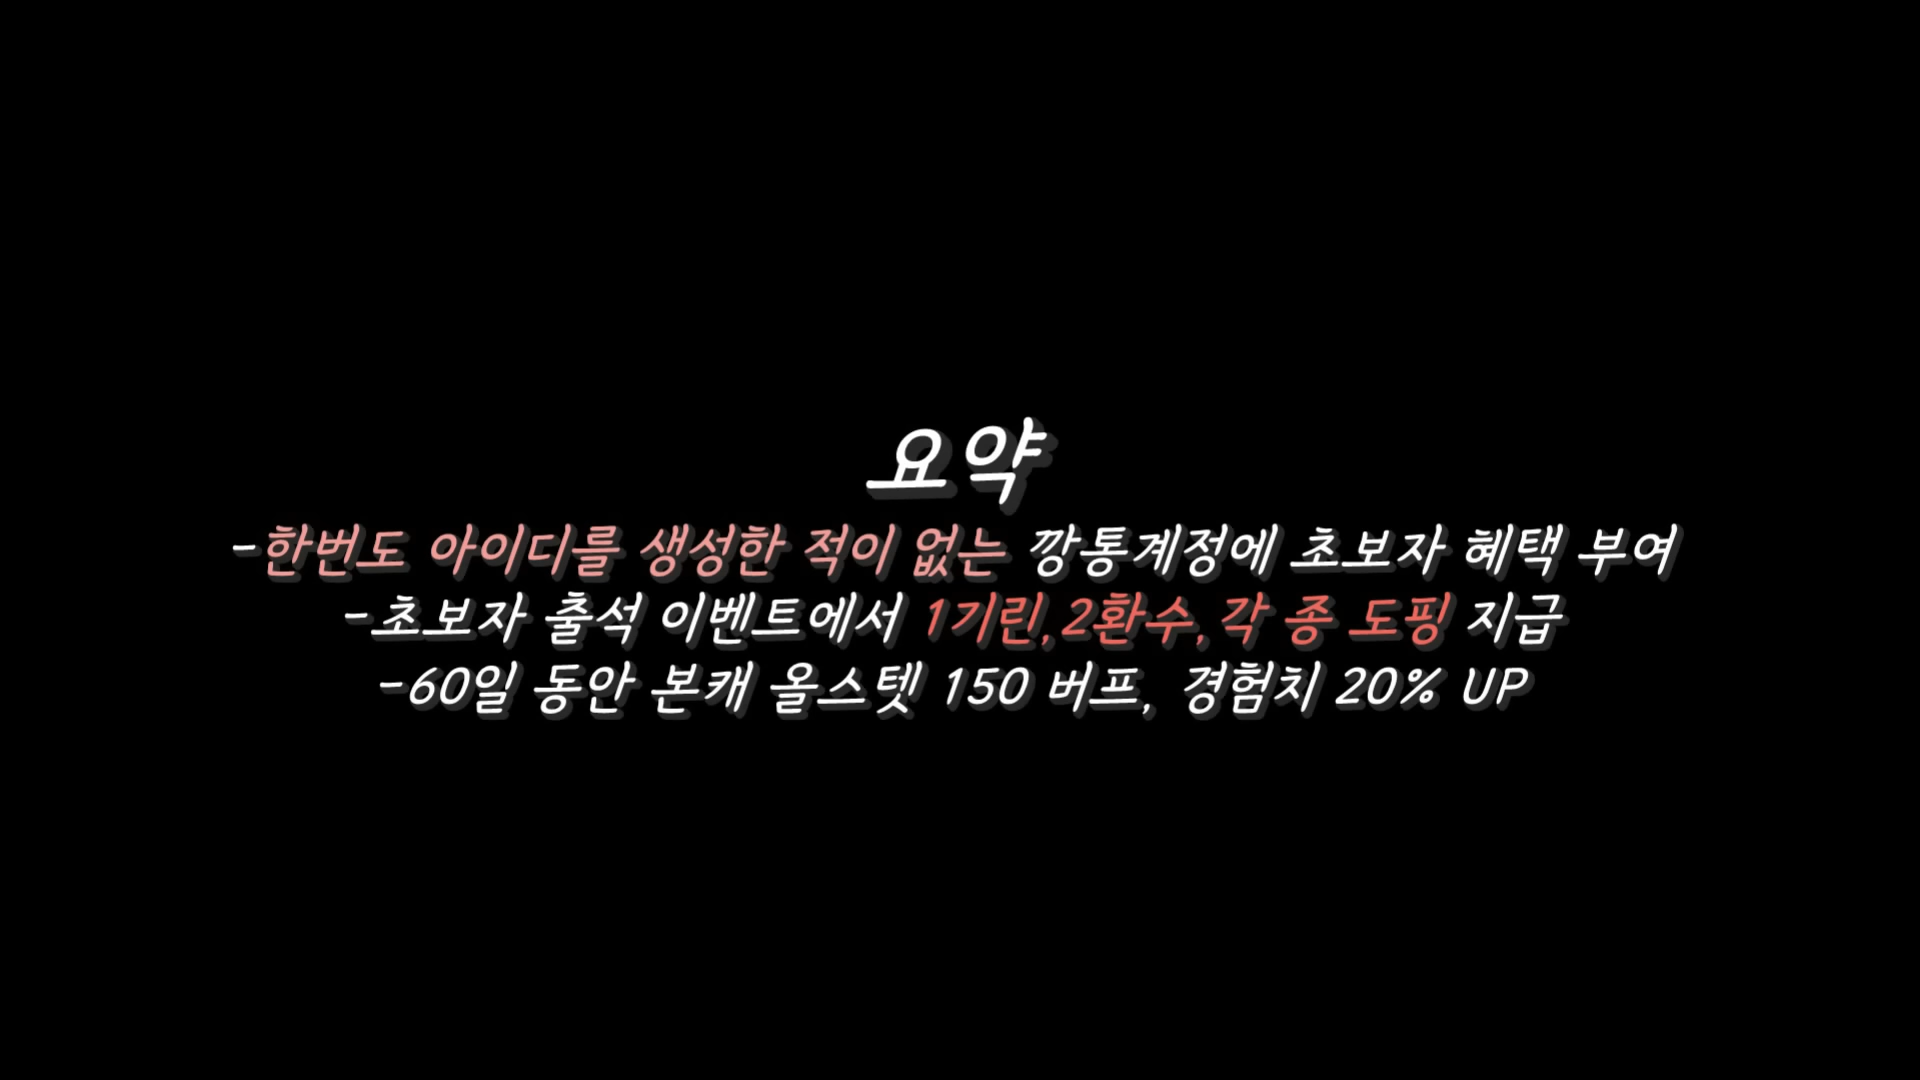 요약
-한번도 아이디를 생성한 적이 없는 깡통계정에 초보자 혜택 부여
-초보자 출석 이벤트에서 1기린,2환수,각 종 도핑 지급
-60일 동안 본캐 올스텟 150 버프, 경험치 20% UP